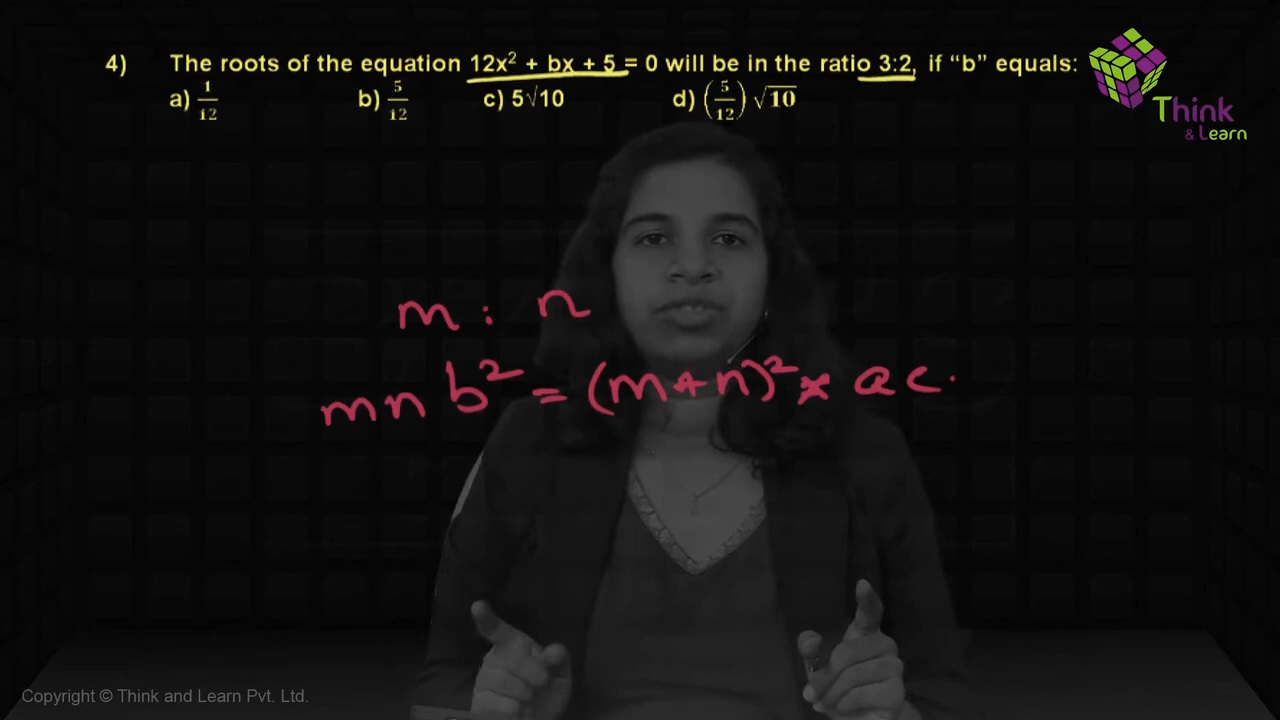 4) The roots of the equation 12x² + bx + 5 = 0 will be in the ratio 3:2, if “b” equals:
a) 1/12 b) 5/12 c) 5√10 d) (5/12) √10
Think
& Learn
m : n
mn b² = (m+n)² * ac.
Copyright © Think and Learn Pvt. Ltd.